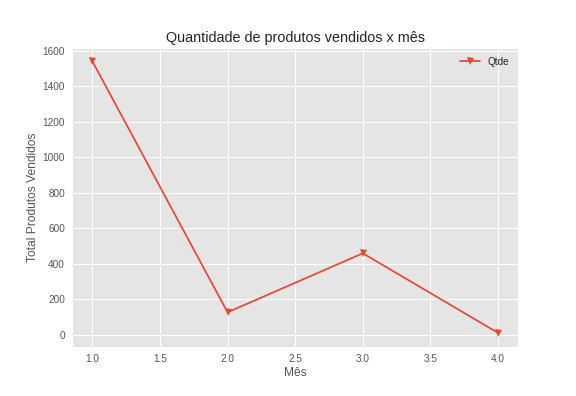 Quantidade de produtos vendidos x mês
Qtde
Total Produtos Vendidos
1600
1400
1200
1000
800
600
400
200
0
1.0 1.5 2.0 2.5 3.0 3.5 4.0
Mês